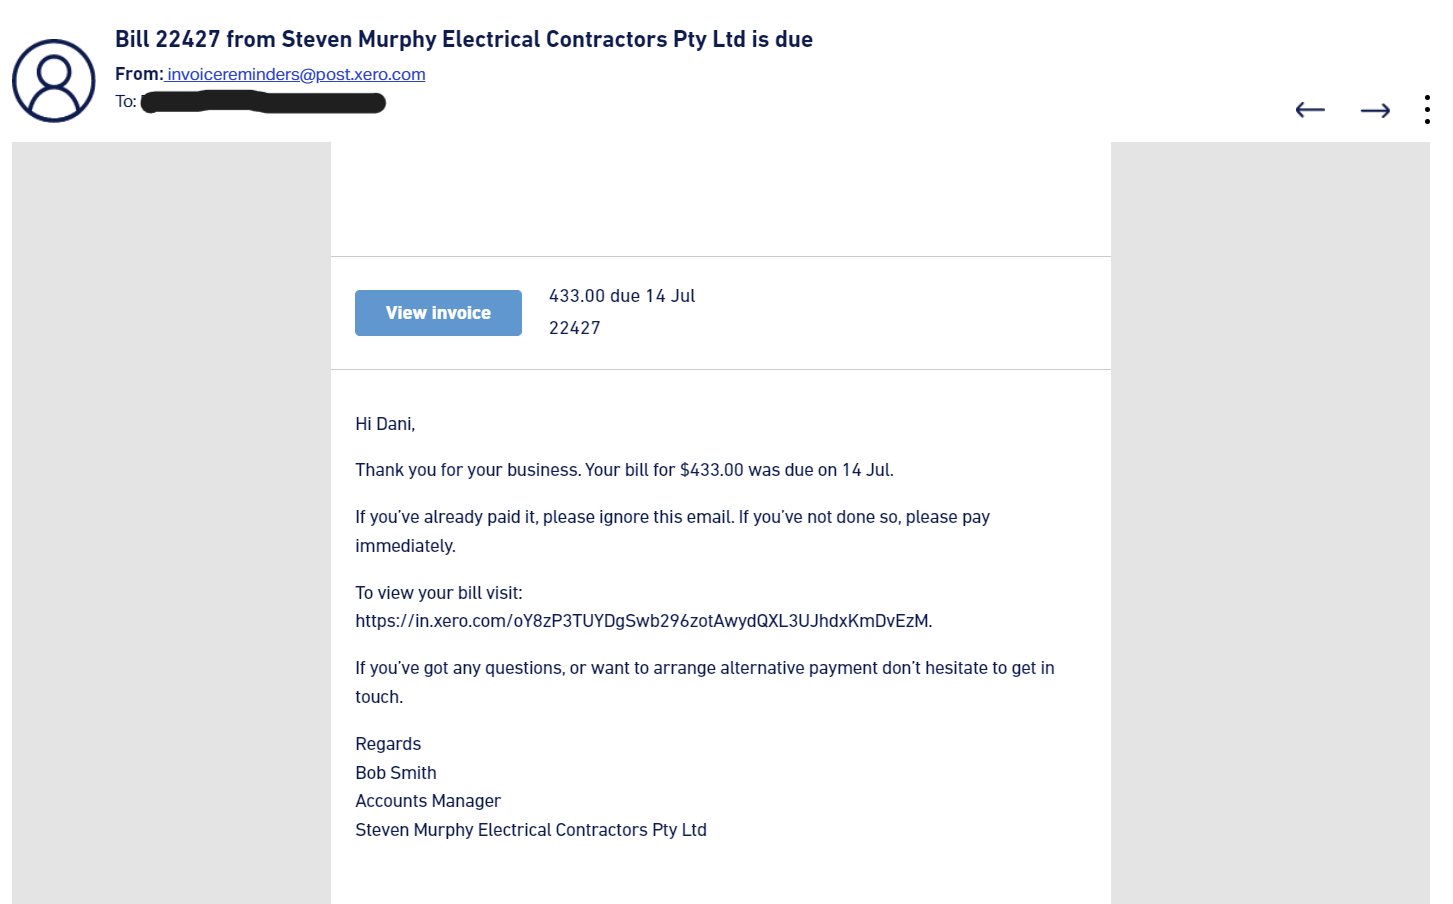 Bill 22427 from Steven Murphy Electrical Contractors Pty Ltd is due
From: invoicereminders@post.xero.com
To:
View invoice
433.00 due 14 Jul
22427
Hi Dani,
Thank you for your business. Your bill for $433.00 was due on 14 Jul.
If you've already paid it, please ignore this email. If you've not done so, please pay
immediately.
To view your bill visit:
https://in.xero.com/oY8zP3TUYDgSwb296zotAwydQXL3UJhdxKmDvEzM.
If you've got any questions, or want to arrange alternative payment don't hesitate to get in
touch.
Regards
Bob Smith
Accounts Manager
Steven Murphy Electrical Contractors Pty Ltd